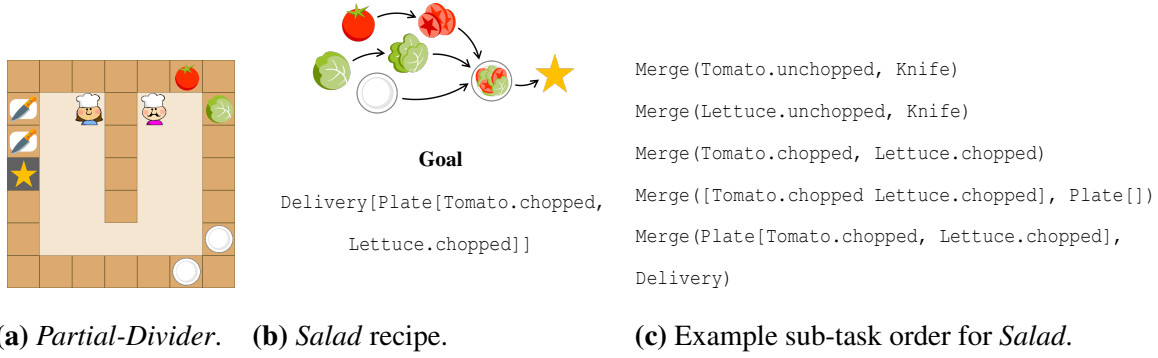 Goal
Delivery[Plate[Tomato.chopped,
Lettuce.chopped]]
Merge(Tomato.unchopped, Knife)
Merge(Lettuce.unchopped, Knife)
Merge(Tomato.chopped, Lettuce.chopped)
Merge([Tomato.chopped Lettuce.chopped], Plate[])
Merge(Plate[Tomato.chopped, Lettuce.chopped],
Delivery)
(a) Partial-Divider.
(b) Salad recipe.
(c) Example sub-task order for Salad.